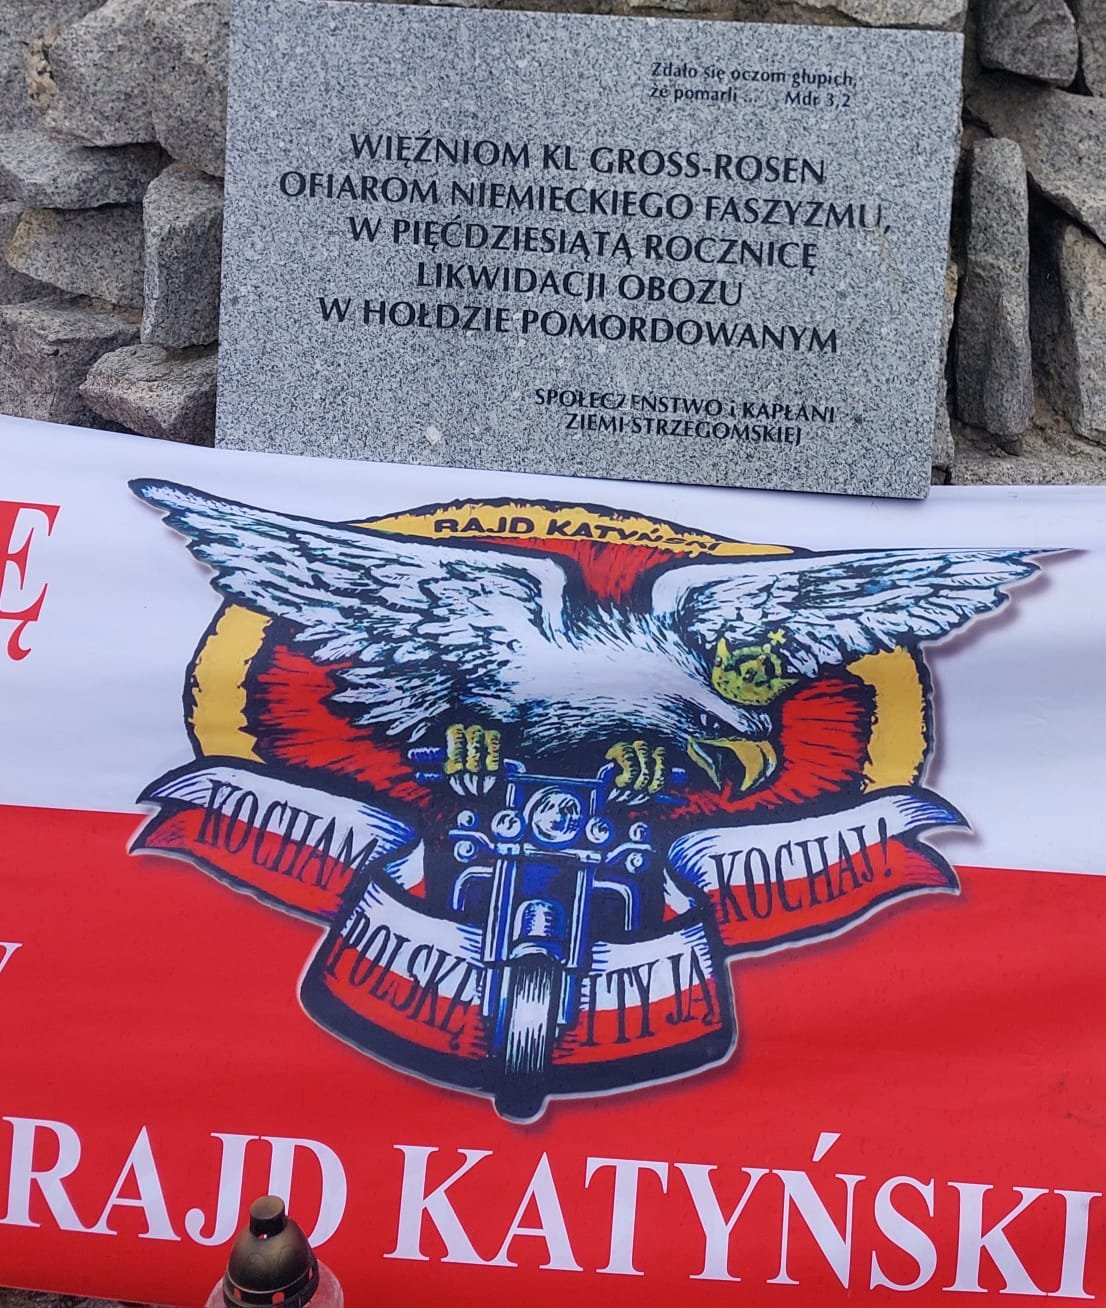 Zdało się oczom głupich,
że pomarli ... Mdr 3,2
WIĘŹNIOM KL GROSS-ROSEN
OFIAROM NIEMIECKIEGO FASZYZMU,
W PIĘĆDZIESIĄTĄ ROCZNICĘ
LIKWIDACJI OBOZU
W HOŁDZIE POMORDOWANYM
SPOŁECZENSTWO i KAPŁANI
ZIEMI STRZEGOMSKIEJ
Ę
RAJD KATYŃSKI
KOCHAM
POLSKĘ
I TY JĄ
KOCHAJ!
RAJD KATYŃSKI